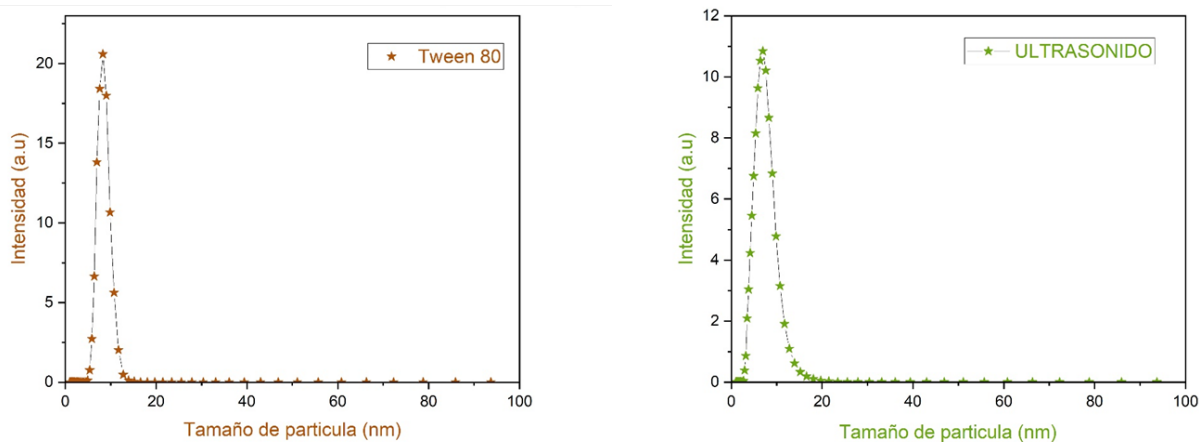 Tween 80
Intensidad (a.u)
20
15
10
5
0
0 20 40 60 80 100
Tamaño de particula (nm)
ULTRASONIDO
Intensidad (a.u)
12
10
8
6
4
2
0
0 20 40 60 80 100
Tamaño de particula (nm)